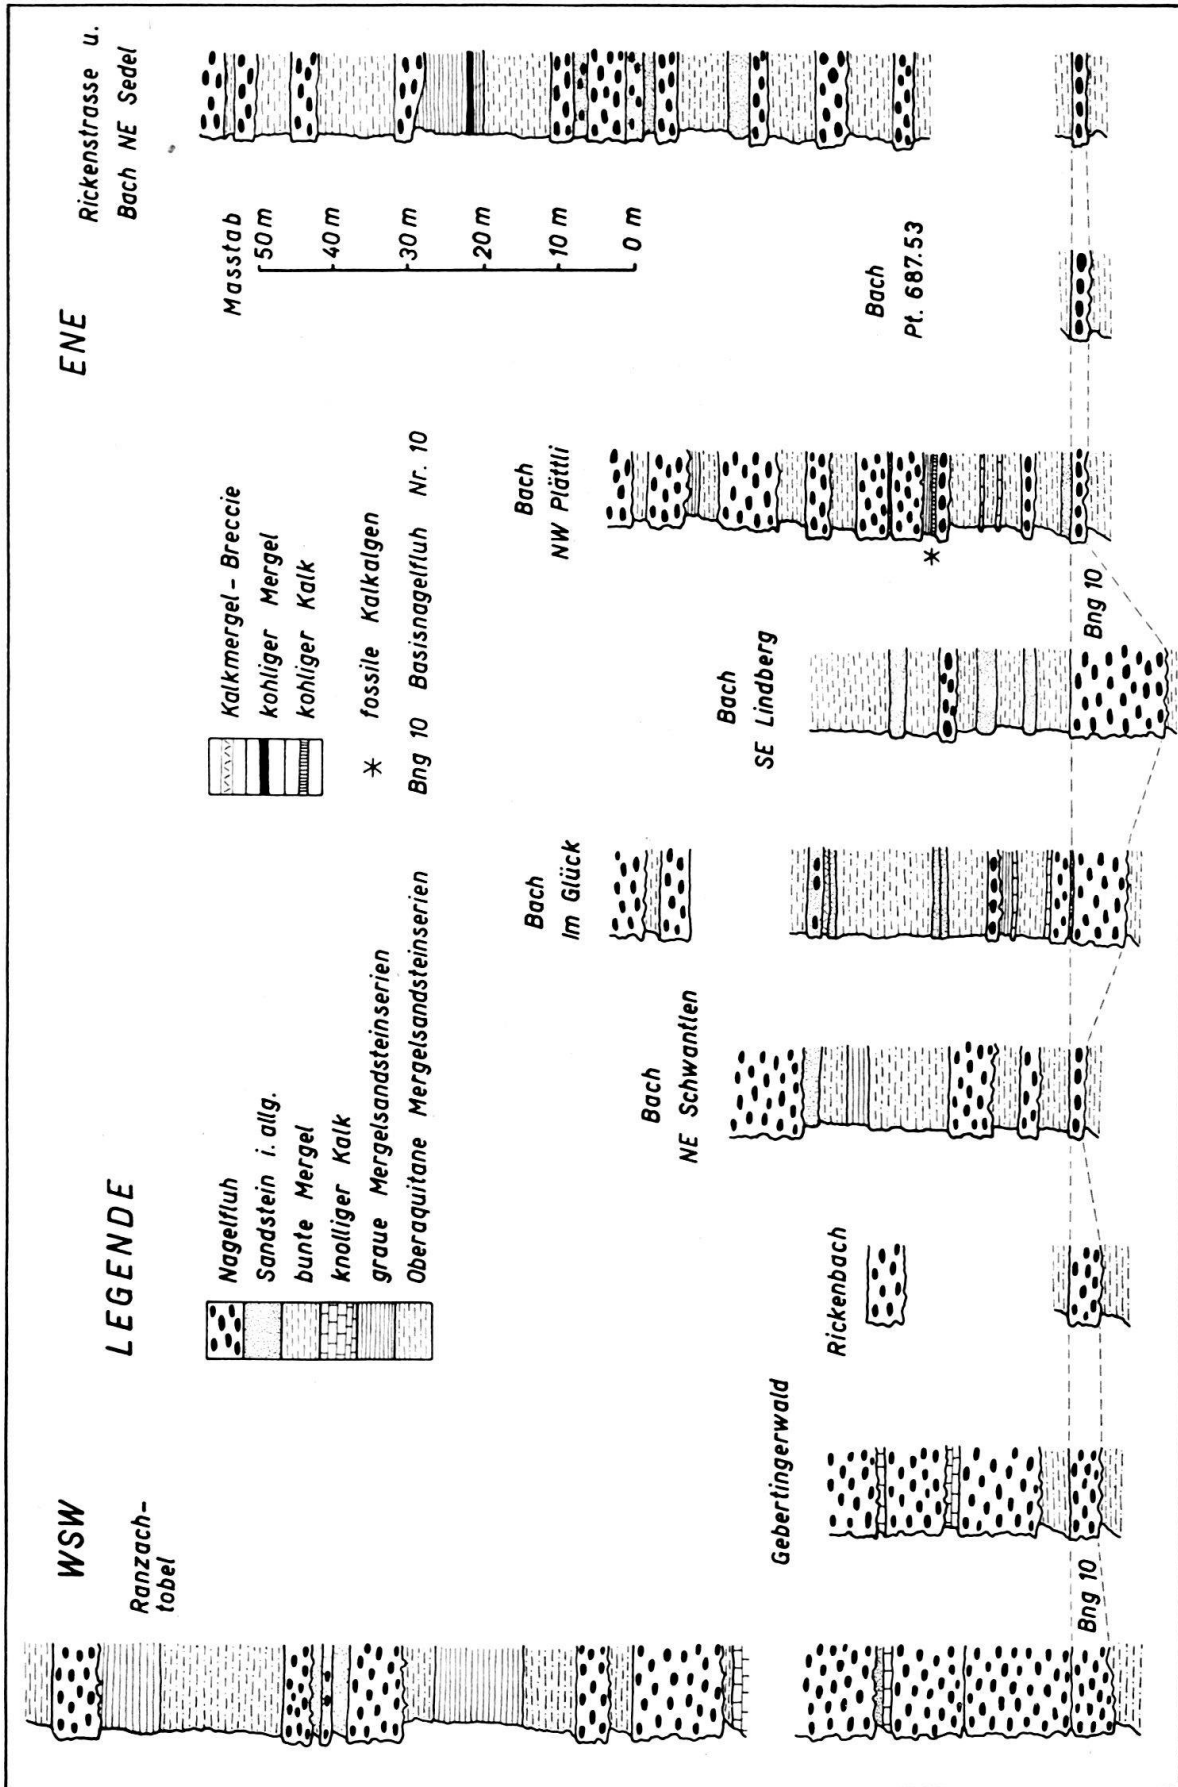 WSW
ENE
Ranzach-
tobel
Gebertingerwald
Rickenbach
Bach
NE Schwantlen
Bach
Im Glück
Bach
SE Lindberg
Bach
NW Plättli
Bach
Pt. 687.53
Rickenstrasse u.
Bach NE Sedel
Bng 10
Bng 10
LEGENDE
Nagelfluh
Sandstein i. allg.
bunte Mergel
knolliger Kalk
graue Mergelsandsteinserien
Oberaquitane Mergelsandsteinserien
Kalkmergel - Breccie
kohliger Mergel
kohliger Kalk
* fossile Kalkalgen
Bng 10 Basisnagelfluh Nr. 10
Masstab
50 m
40 m
30 m
20 m
10 m
0 m
*